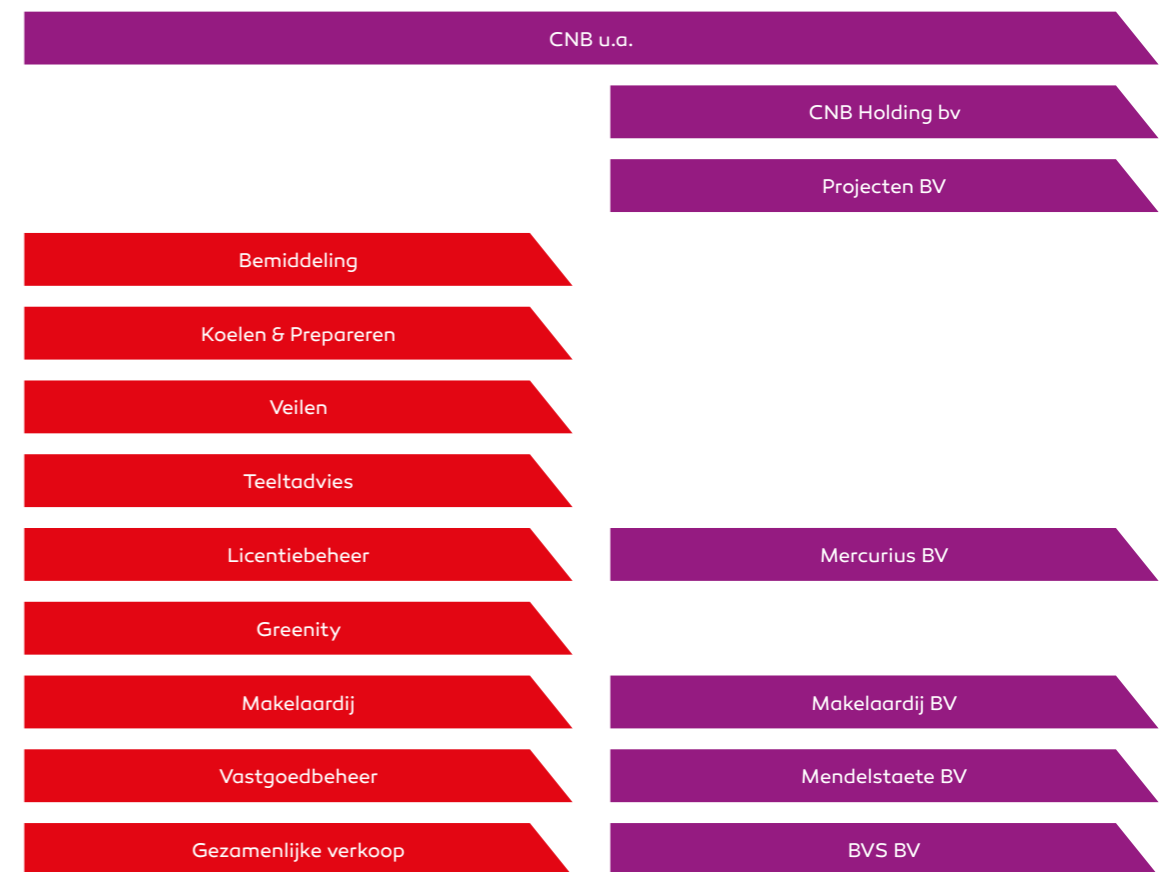 CNB u.a.
CNB Holding bv
Projecten BV
Bemiddeling
Koelen & Prepareren
Veilen
Teeltadvies
Licentiebeheer
Mercurius BV
Greenity
Makelaardij
Makelaardij BV
Vastgoedbeheer
Mendelstaete BV
Gezamenlijke verkoop
BVS BV